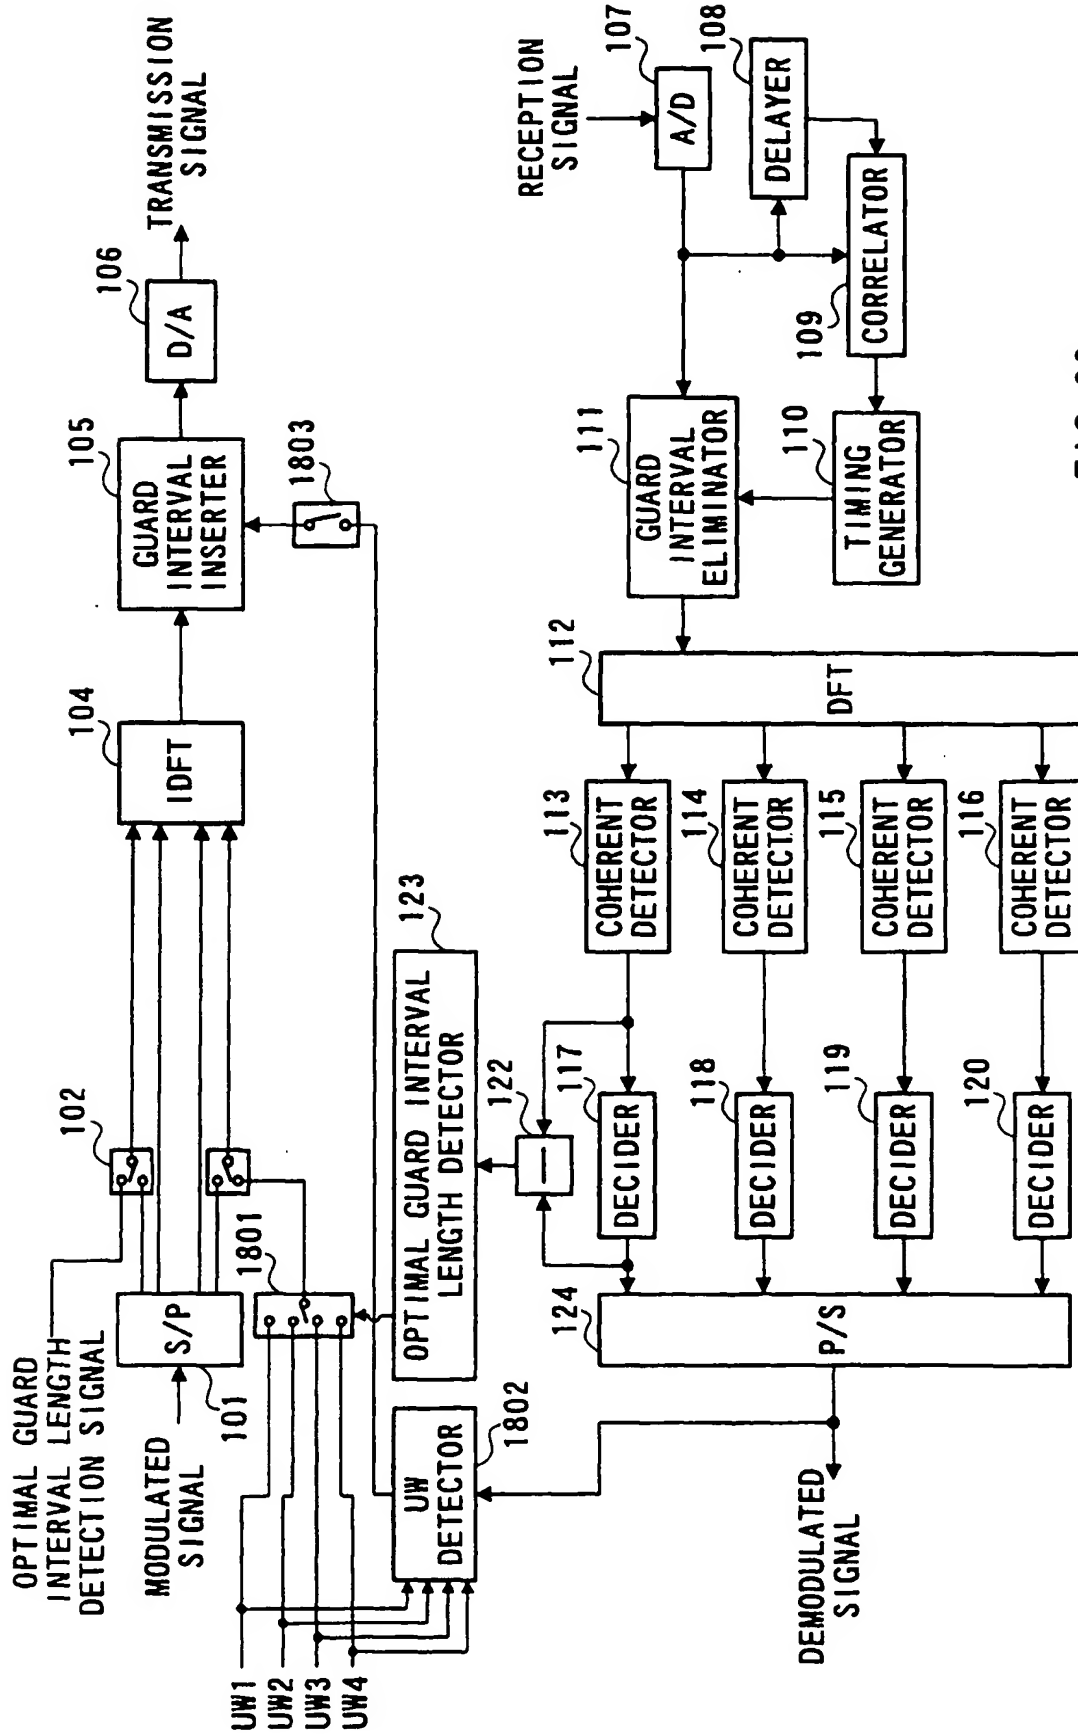 OPTIMAL GUARD
INTERVAL LENGTH
DETECTION SIGNAL
MODULATED
SIGNAL
S/P
101
102
IDFT
104
GUARD
INTERVAL
INSERTER
105
D/A
106
TRANSMISSION
SIGNAL
1801
1803
UW1
UW2
UW3
UW4
UW
DETECTOR
1802
OPTIMAL GUARD INTERVAL
LENGTH DETECTOR
123
RECEPTION
SIGNAL
A/D
107
DELAYER
108
CORRELATOR
109
TIMING
GENERATOR
110
GUARD
INTERVAL
ELIMINATOR
111
DFT
112
COHERENT
DETECTOR
113
COHERENT
DETECTOR
114
COHERENT
DETECTOR
115
COHERENT
DETECTOR
116
122
DECIDER
117
DECIDER
118
DECIDER
119
DECIDER
120
P/S
124
DEMODULATED
SIGNAL